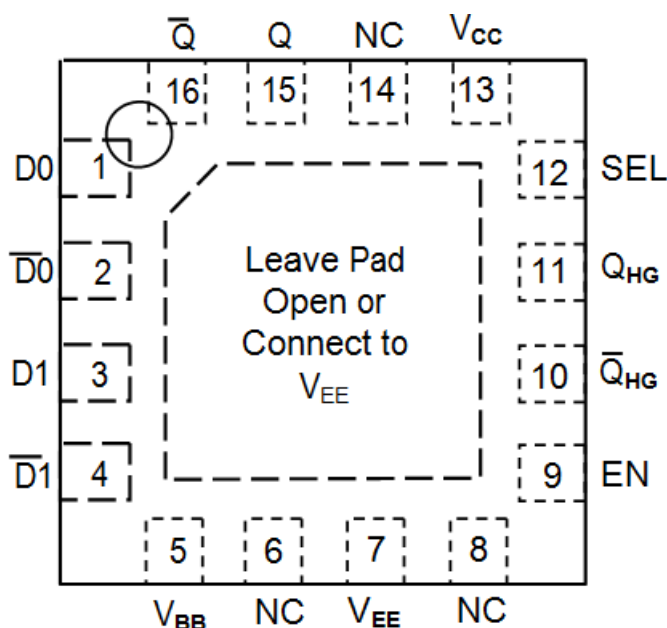 Q̅ Q NC VCC
16 15 14 13
D0 1 12 SEL
D̅0̅ 2 11 QHG
D1 3 10 Q̅HG
D̅1̅ 4 9 EN
Leave Pad
Open or
Connect to
VEE
5 6 7 8
VBB NC VEE NC